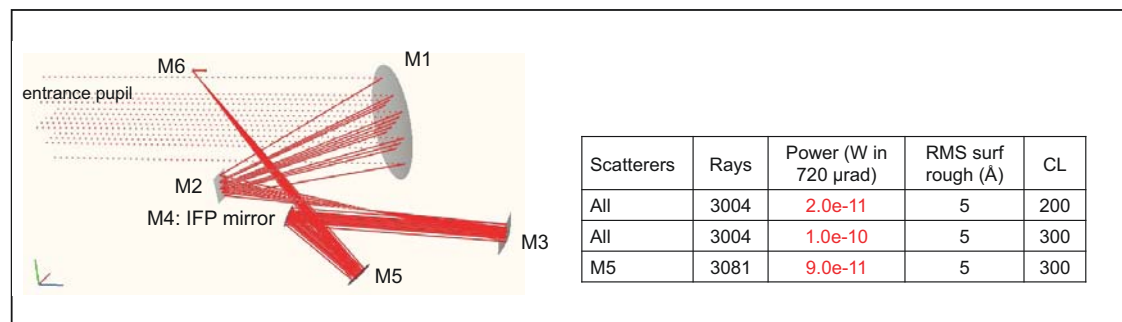 M6
M1
entrance pupil
M2
M4: IFP mirror
M3
M5
Scatterers Rays Power (W in 720 µrad) RMS surf rough (Å) CL
All 3004 2.0e-11 5 200
All 3004 1.0e-10 5 300
M5 3081 9.0e-11 5 300